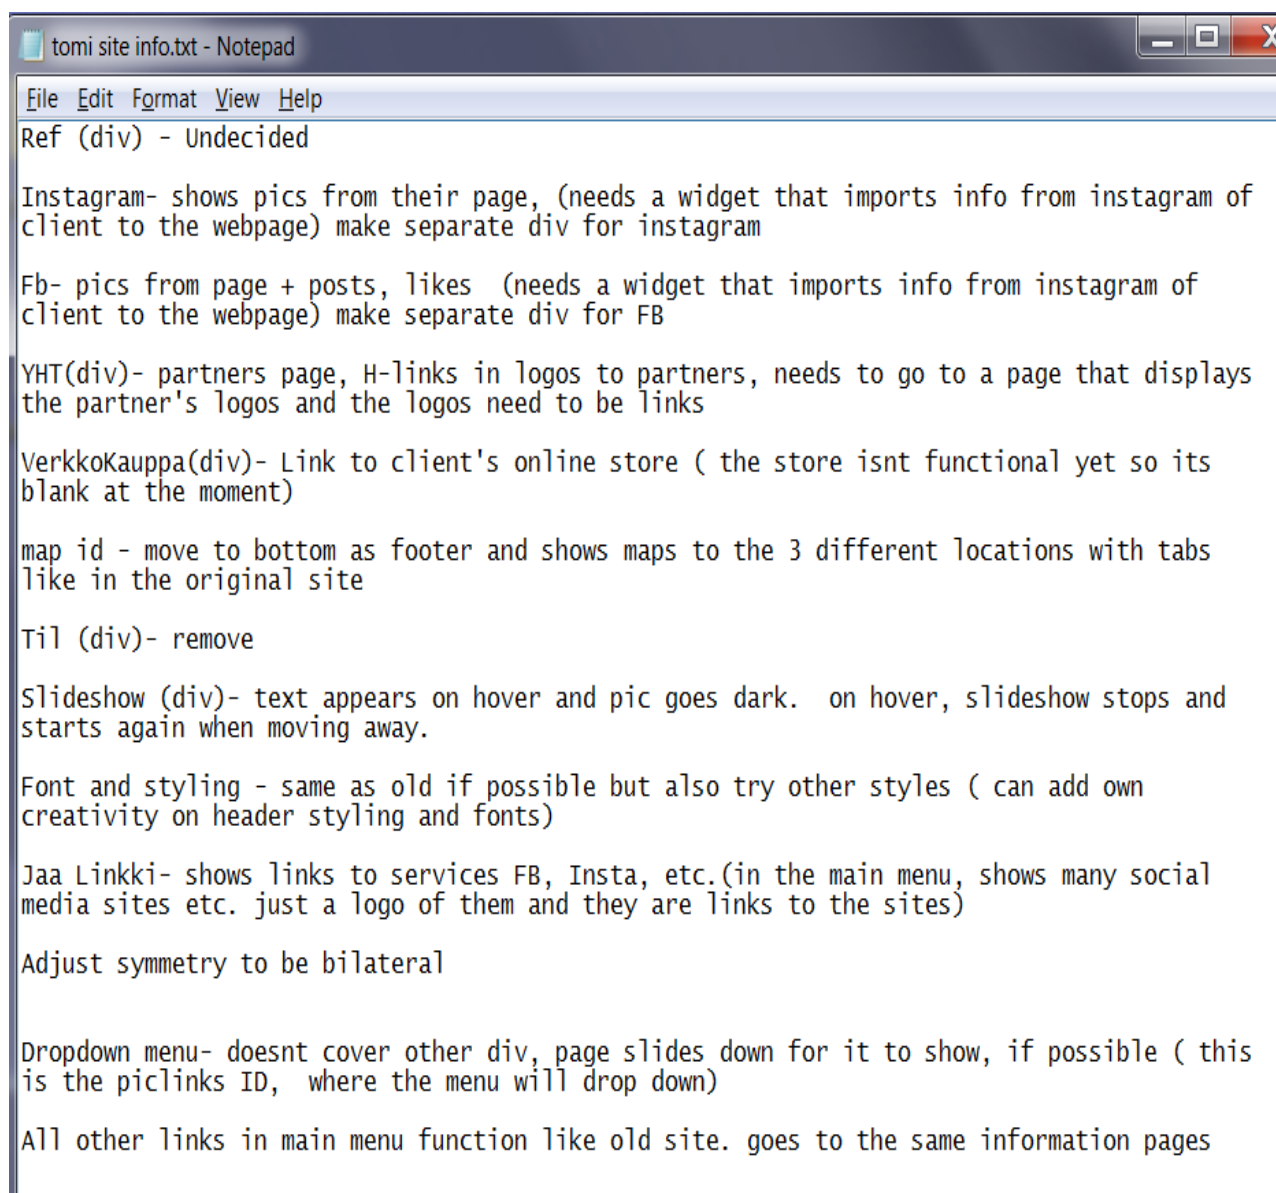 tomi site info.txt - Notepad
File Edit Format View Help
Ref (div) - Undecided
Instagram- shows pics from their page, (needs a widget that imports info from instagram of
client to the webpage) make separate div for instagram
Fb- pics from page + posts, likes  (needs a widget that imports info from instagram of
client to the webpage) make separate div for FB
YHT(div)- partners page, H-links in logos to partners, needs to go to a page that displays
the partner's logos and the logos need to be links
VerkkoKauppa(div)- Link to client's online store ( the store isnt functional yet so its
blank at the moment)
map id - move to bottom as footer and shows maps to the 3 different locations with tabs
like in the original site
Til (div)- remove
Slideshow (div)- text appears on hover and pic goes dark.  on hover, slideshow stops and
starts again when moving away.
Font and styling - same as old if possible but also try other styles ( can add own
creativity on header styling and fonts)
Jaa Linkki- shows links to services FB, Insta, etc.(in the main menu, shows many social
media sites etc. just a logo of them and they are links to the sites)
Adjust symmetry to be bilateral
Dropdown menu- doesnt cover other div, page slides down for it to show, if possible ( this
is the piclinks ID,  where the menu will drop down)
All other links in main menu function like old site. goes to the same information pages